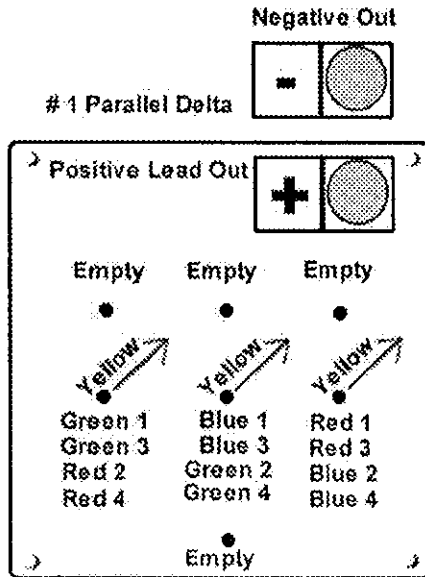 Negative Out
-
# 1 Parallel Delta
Positive Lead Out
+
Empty Empty Empty
Yellow Yellow Yellow
Green 1 Blue 1 Red 1
Green 3 Blue 3 Red 3
Red 2 Green 2 Blue 2
Red 4 Green 4 Blue 4
Empty